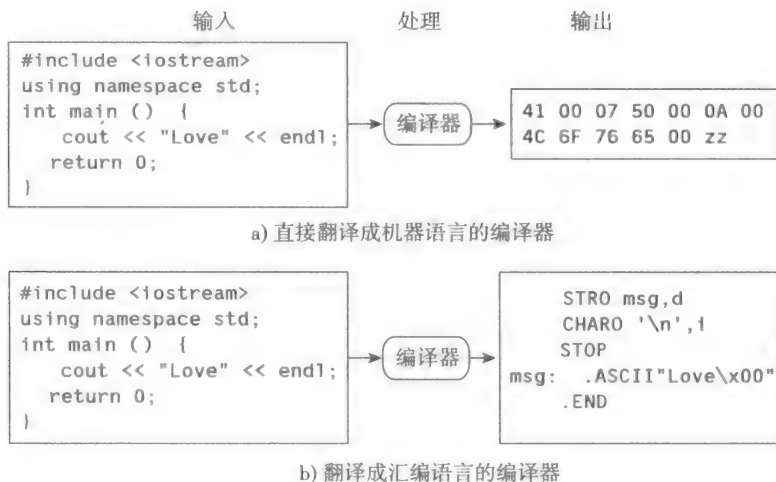 输入 处理 输出
#include <iostream>
using namespace std;
int main () {
cout << "Love" << endl;
return 0;
}
编译器
41 00 07 50 00 0A 00
4C 6F 76 65 00 zz
a) 直接翻译成机器语言的编译器
#include <iostream>
using namespace std;
int main () {
cout << "Love" << endl;
return 0;
}
编译器
STRO msg,d
CHARO '\n',i
STOP
msg: .ASCII"Love\x00"
.END
b) 翻译成汇编语言的编译器